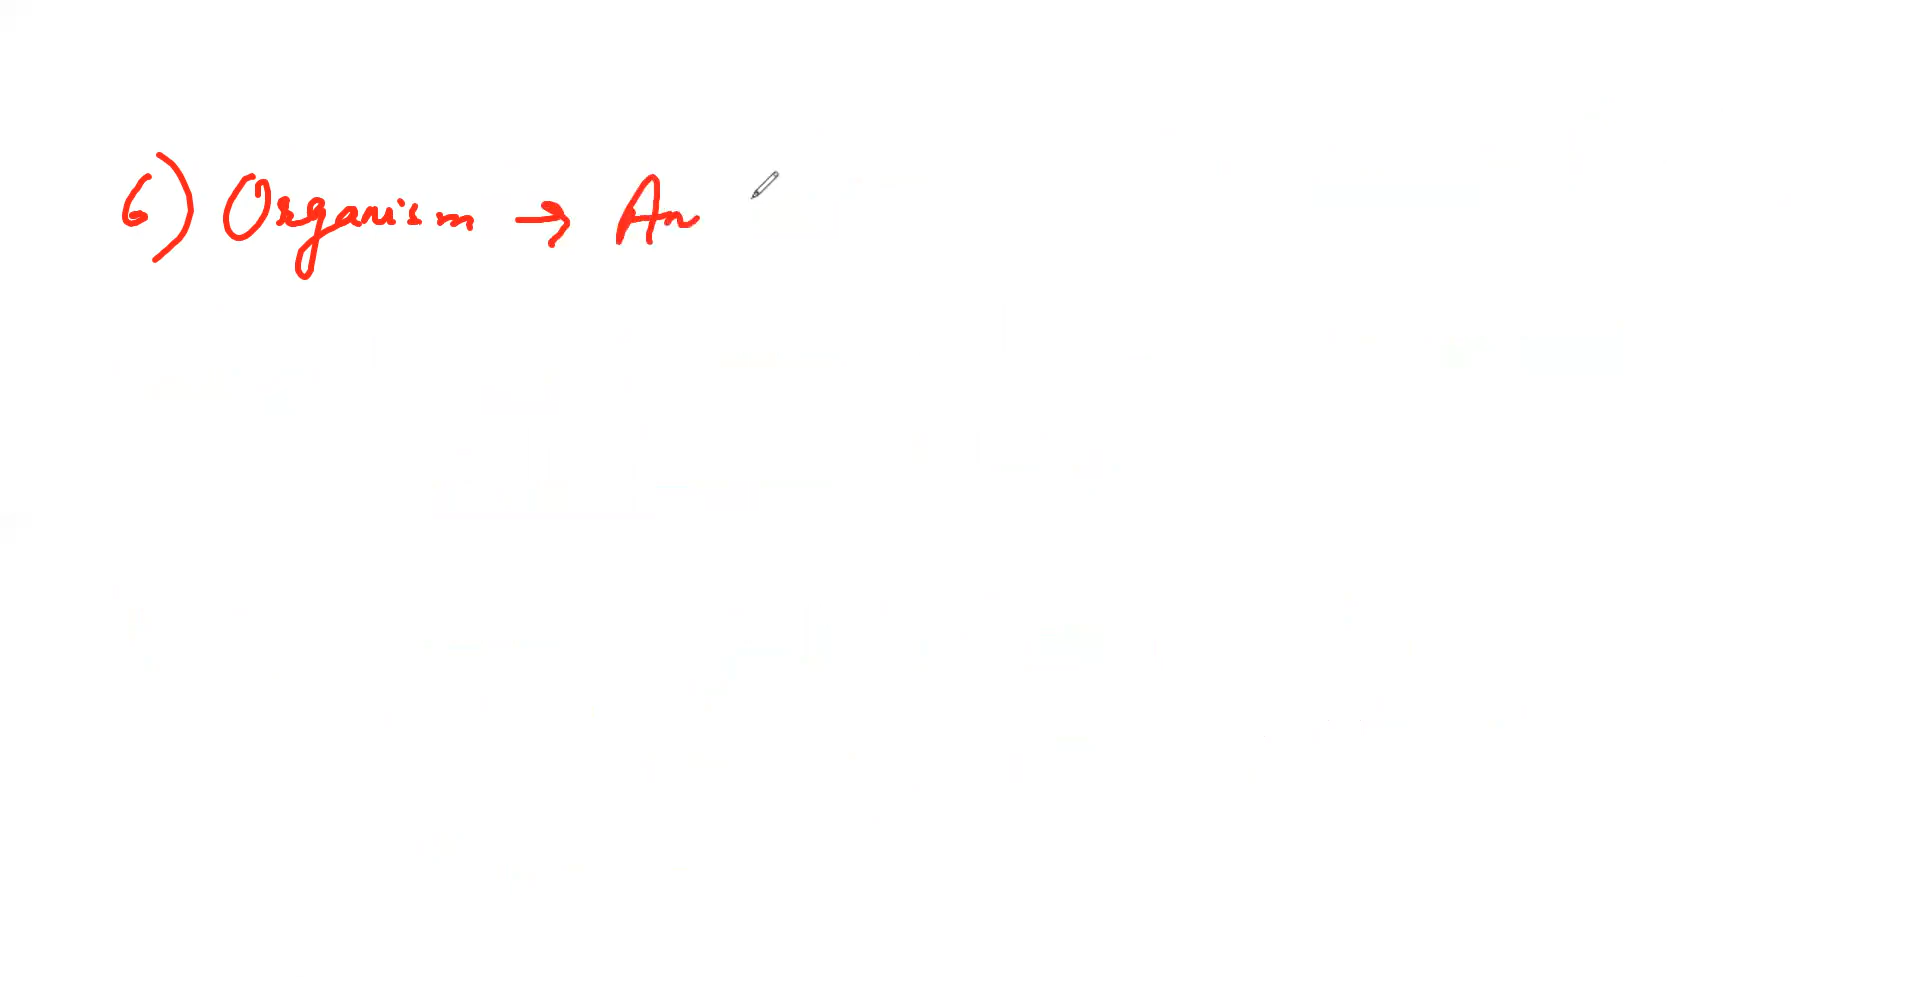 6) Organism → An